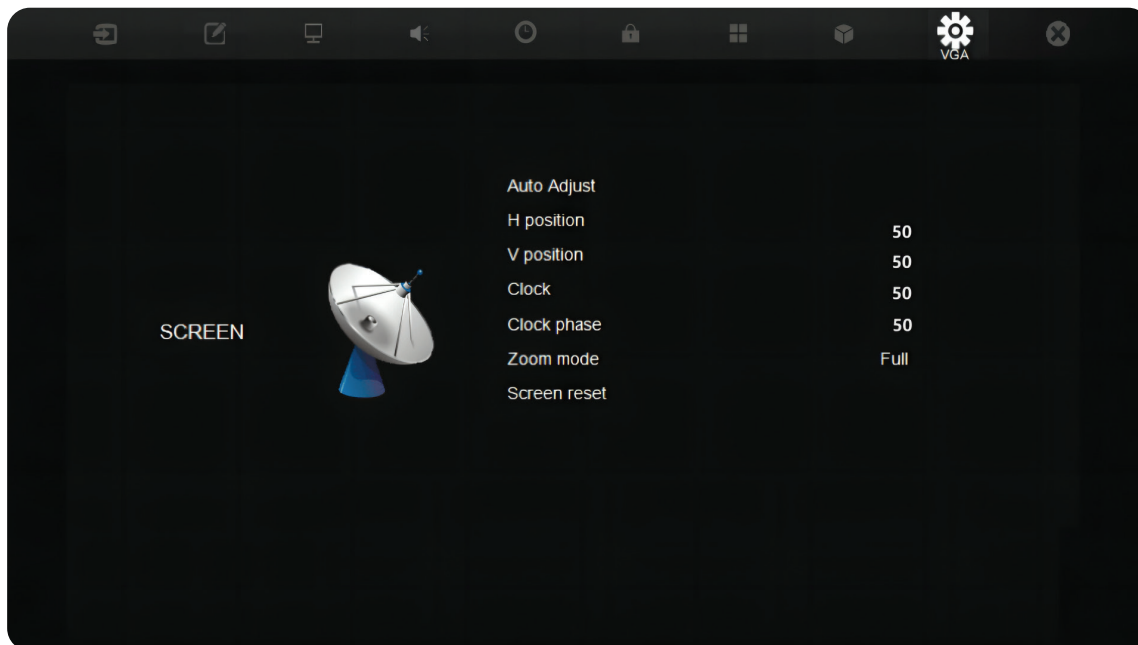 VGA
Auto Adjust
H position 50
V position 50
Clock 50
Clock phase 50
Zoom mode Full
Screen reset
SCREEN